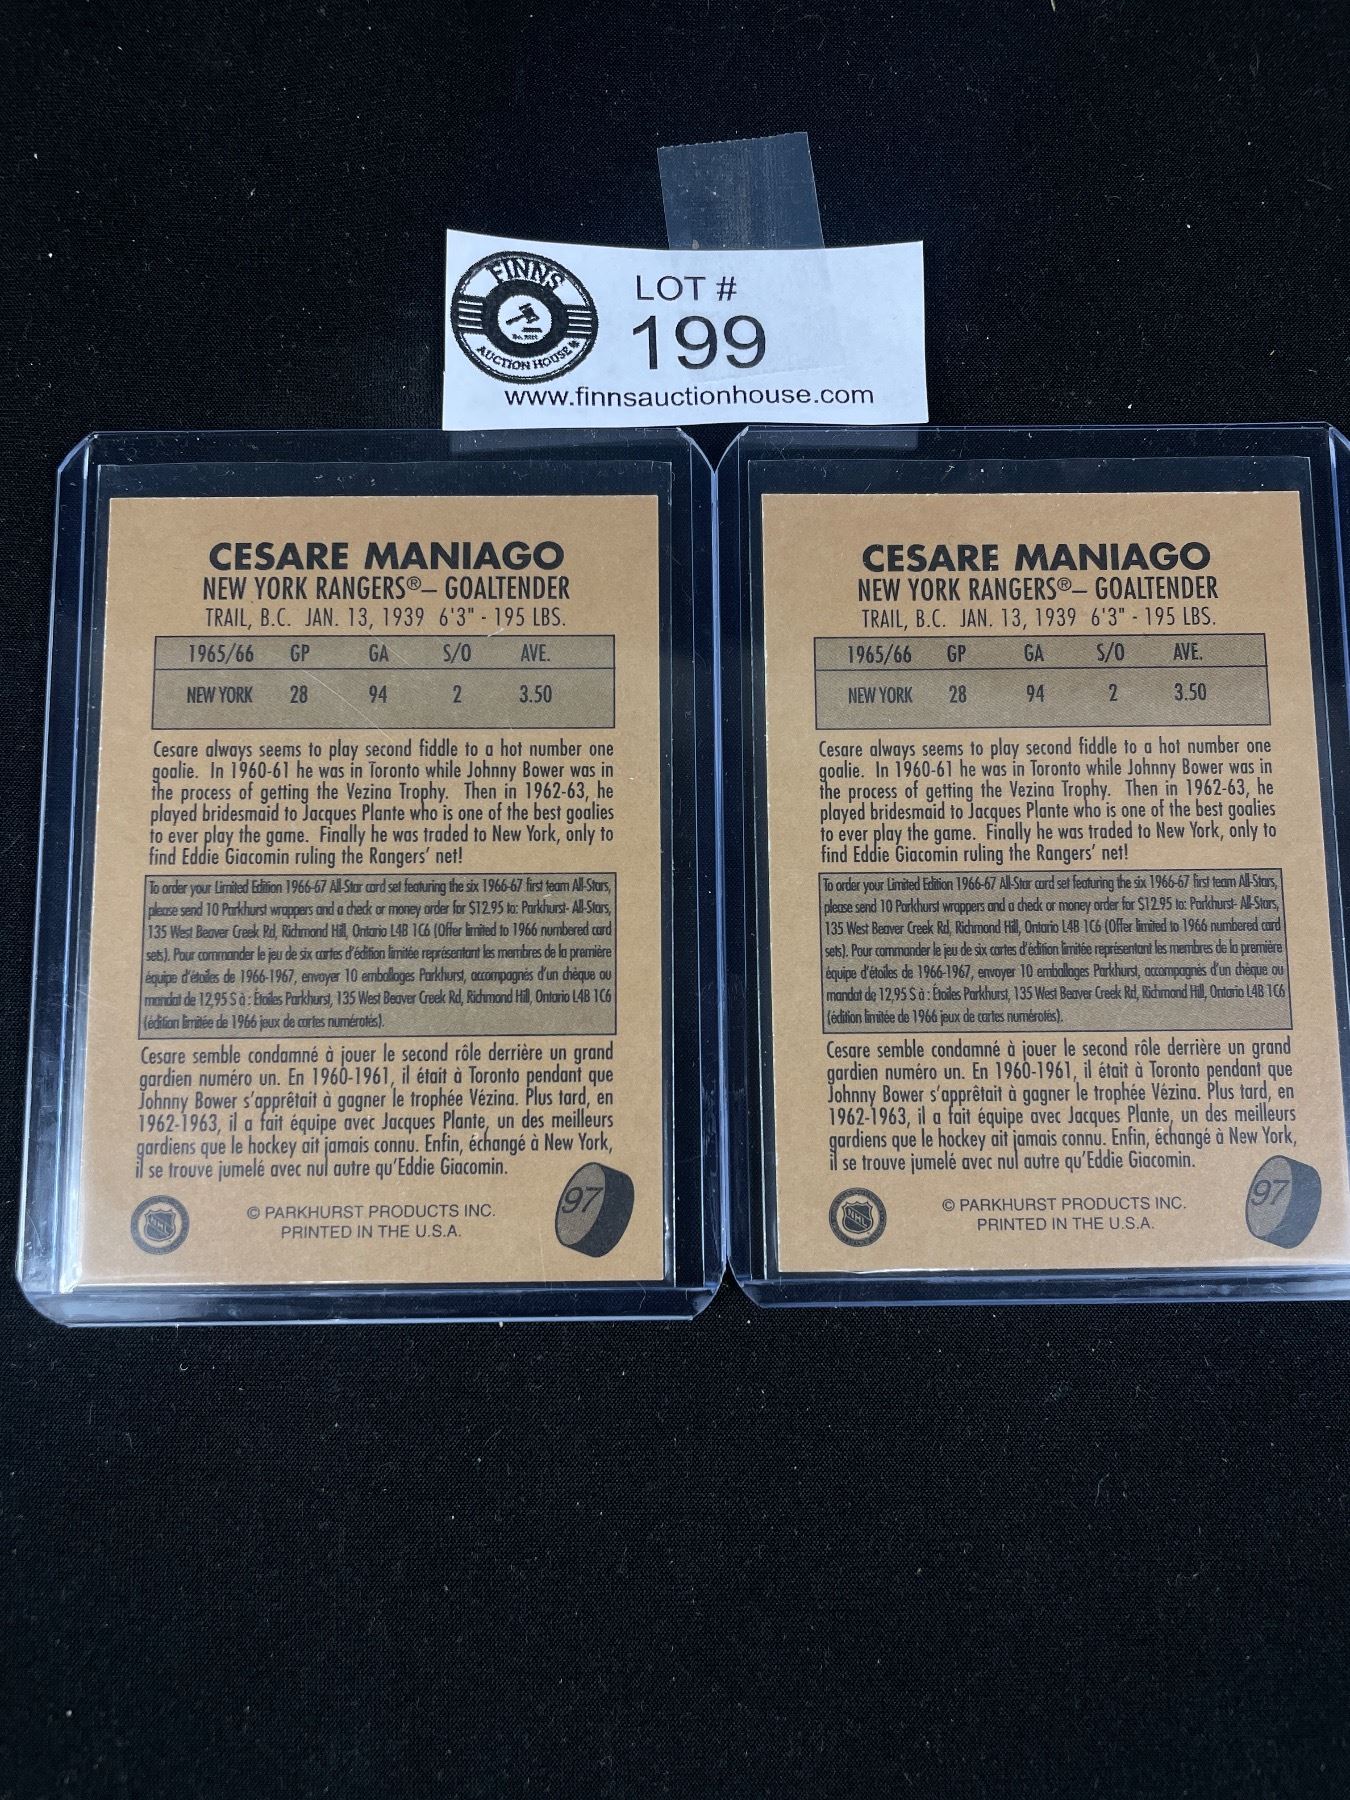 FINNS
AUCTION HOUSE
LOT #
199
www.finnsauctionhouse.com
CESARE MANIAGO
NEW YORK RANGERS®– GOALTENDER
TRAIL, B.C. JAN. 13, 1939 6'3" - 195 LBS.
1965/66 GP GA S/O AVE.
NEW YORK 28 94 2 3.50
Cesare always seems to play second fiddle to a hot number one
goalie. In 1960-61 he was in Toronto while Johnny Bower was in
the process of getting the Vezina Trophy. Then in 1962-63, he
played bridesmaid to Jacques Plante who is one of the best goalies
to ever play the game. Finally he was traded to New York, only to
find Eddie Giacomin ruling the Rangers' net!
To order your Limited Edition 1966-67 All-Star card set featuring the six 1966-67 first team All-Stars,
please send 10 Parkhurst wrappers and a check or money order for $12.95 to: Parkhurst- All-Stars,
135 West Beaver Creek Rd, Richmond Hill, Ontario L4B 1C6 (Offer limited to 1966 numbered card
sets). Pour commander le jeu de six cartes d'édition limitée représentant les membres de la première
équipe d'étoiles de 1966-1967, envoyer 10 emballages Parkhurst, accompagnés d'un chèque ou
mandat de 12,95 $ à : Étoiles Parkhurst, 135 West Beaver Creek Rd, Richmond Hill, Ontario L4B 1C6
(édition limitée de 1966 jeux de cartes numérotés).
Cesare semble condamné à jouer le second rôle derrière un grand
gardien numéro un. En 1960-1961, il était à Toronto pendant que
Johnny Bower s'apprêtait à gagner le trophée Vézina. Plus tard, en
1962-1963, il a fait équipe avec Jacques Plante, un des meilleurs
gardiens que le hockey ait jamais connu. Enfin, échangé à New York,
il se trouve jumelé avec nul autre qu'Eddie Giacomin.
NHL
© PARKHURST PRODUCTS INC.
PRINTED IN THE U.S.A.
97
CESARE MANIAGO
NEW YORK RANGERS®– GOALTENDER
TRAIL, B.C. JAN. 13, 1939 6'3" - 195 LBS.
1965/66 GP GA S/O AVE.
NEW YORK 28 94 2 3.50
Cesare always seems to play second fiddle to a hot number one
goalie. In 1960-61 he was in Toronto while Johnny Bower was in
the process of getting the Vezina Trophy. Then in 1962-63, he
played bridesmaid to Jacques Plante who is one of the best goalies
to ever play the game. Finally he was traded to New York, only to
find Eddie Giacomin ruling the Rangers' net!
To order your Limited Edition 1966-67 All-Star card set featuring the six 1966-67 first team All-Stars,
please send 10 Parkhurst wrappers and a check or money order for $12.95 to: Parkhurst- All-Stars,
135 West Beaver Creek Rd, Richmond Hill, Ontario L4B 1C6 (Offer limited to 1966 numbered card
sets). Pour commander le jeu de six cartes d'édition limitée représentant les membres de la première
équipe d'étoiles de 1966-1967, envoyer 10 emballages Parkhurst, accompagnés d'un chèque ou
mandat de 12,95 $ à : Étoiles Parkhurst, 135 West Beaver Creek Rd, Richmond Hill, Ontario L4B 1C6
(édition limitée de 1966 jeux de cartes numérotés).
Cesare semble condamné à jouer le second rôle derrière un grand
gardien numéro un. En 1960-1961, il était à Toronto pendant que
Johnny Bower s'apprêtait à gagner le trophée Vézina. Plus tard, en
1962-1963, il a fait équipe avec Jacques Plante, un des meilleurs
gardiens que le hockey ait jamais connu. Enfin, échangé à New York,
il se trouve jumelé avec nul autre qu'Eddie Giacomin.
NHL
© PARKHURST PRODUCTS INC.
PRINTED IN THE U.S.A.
97